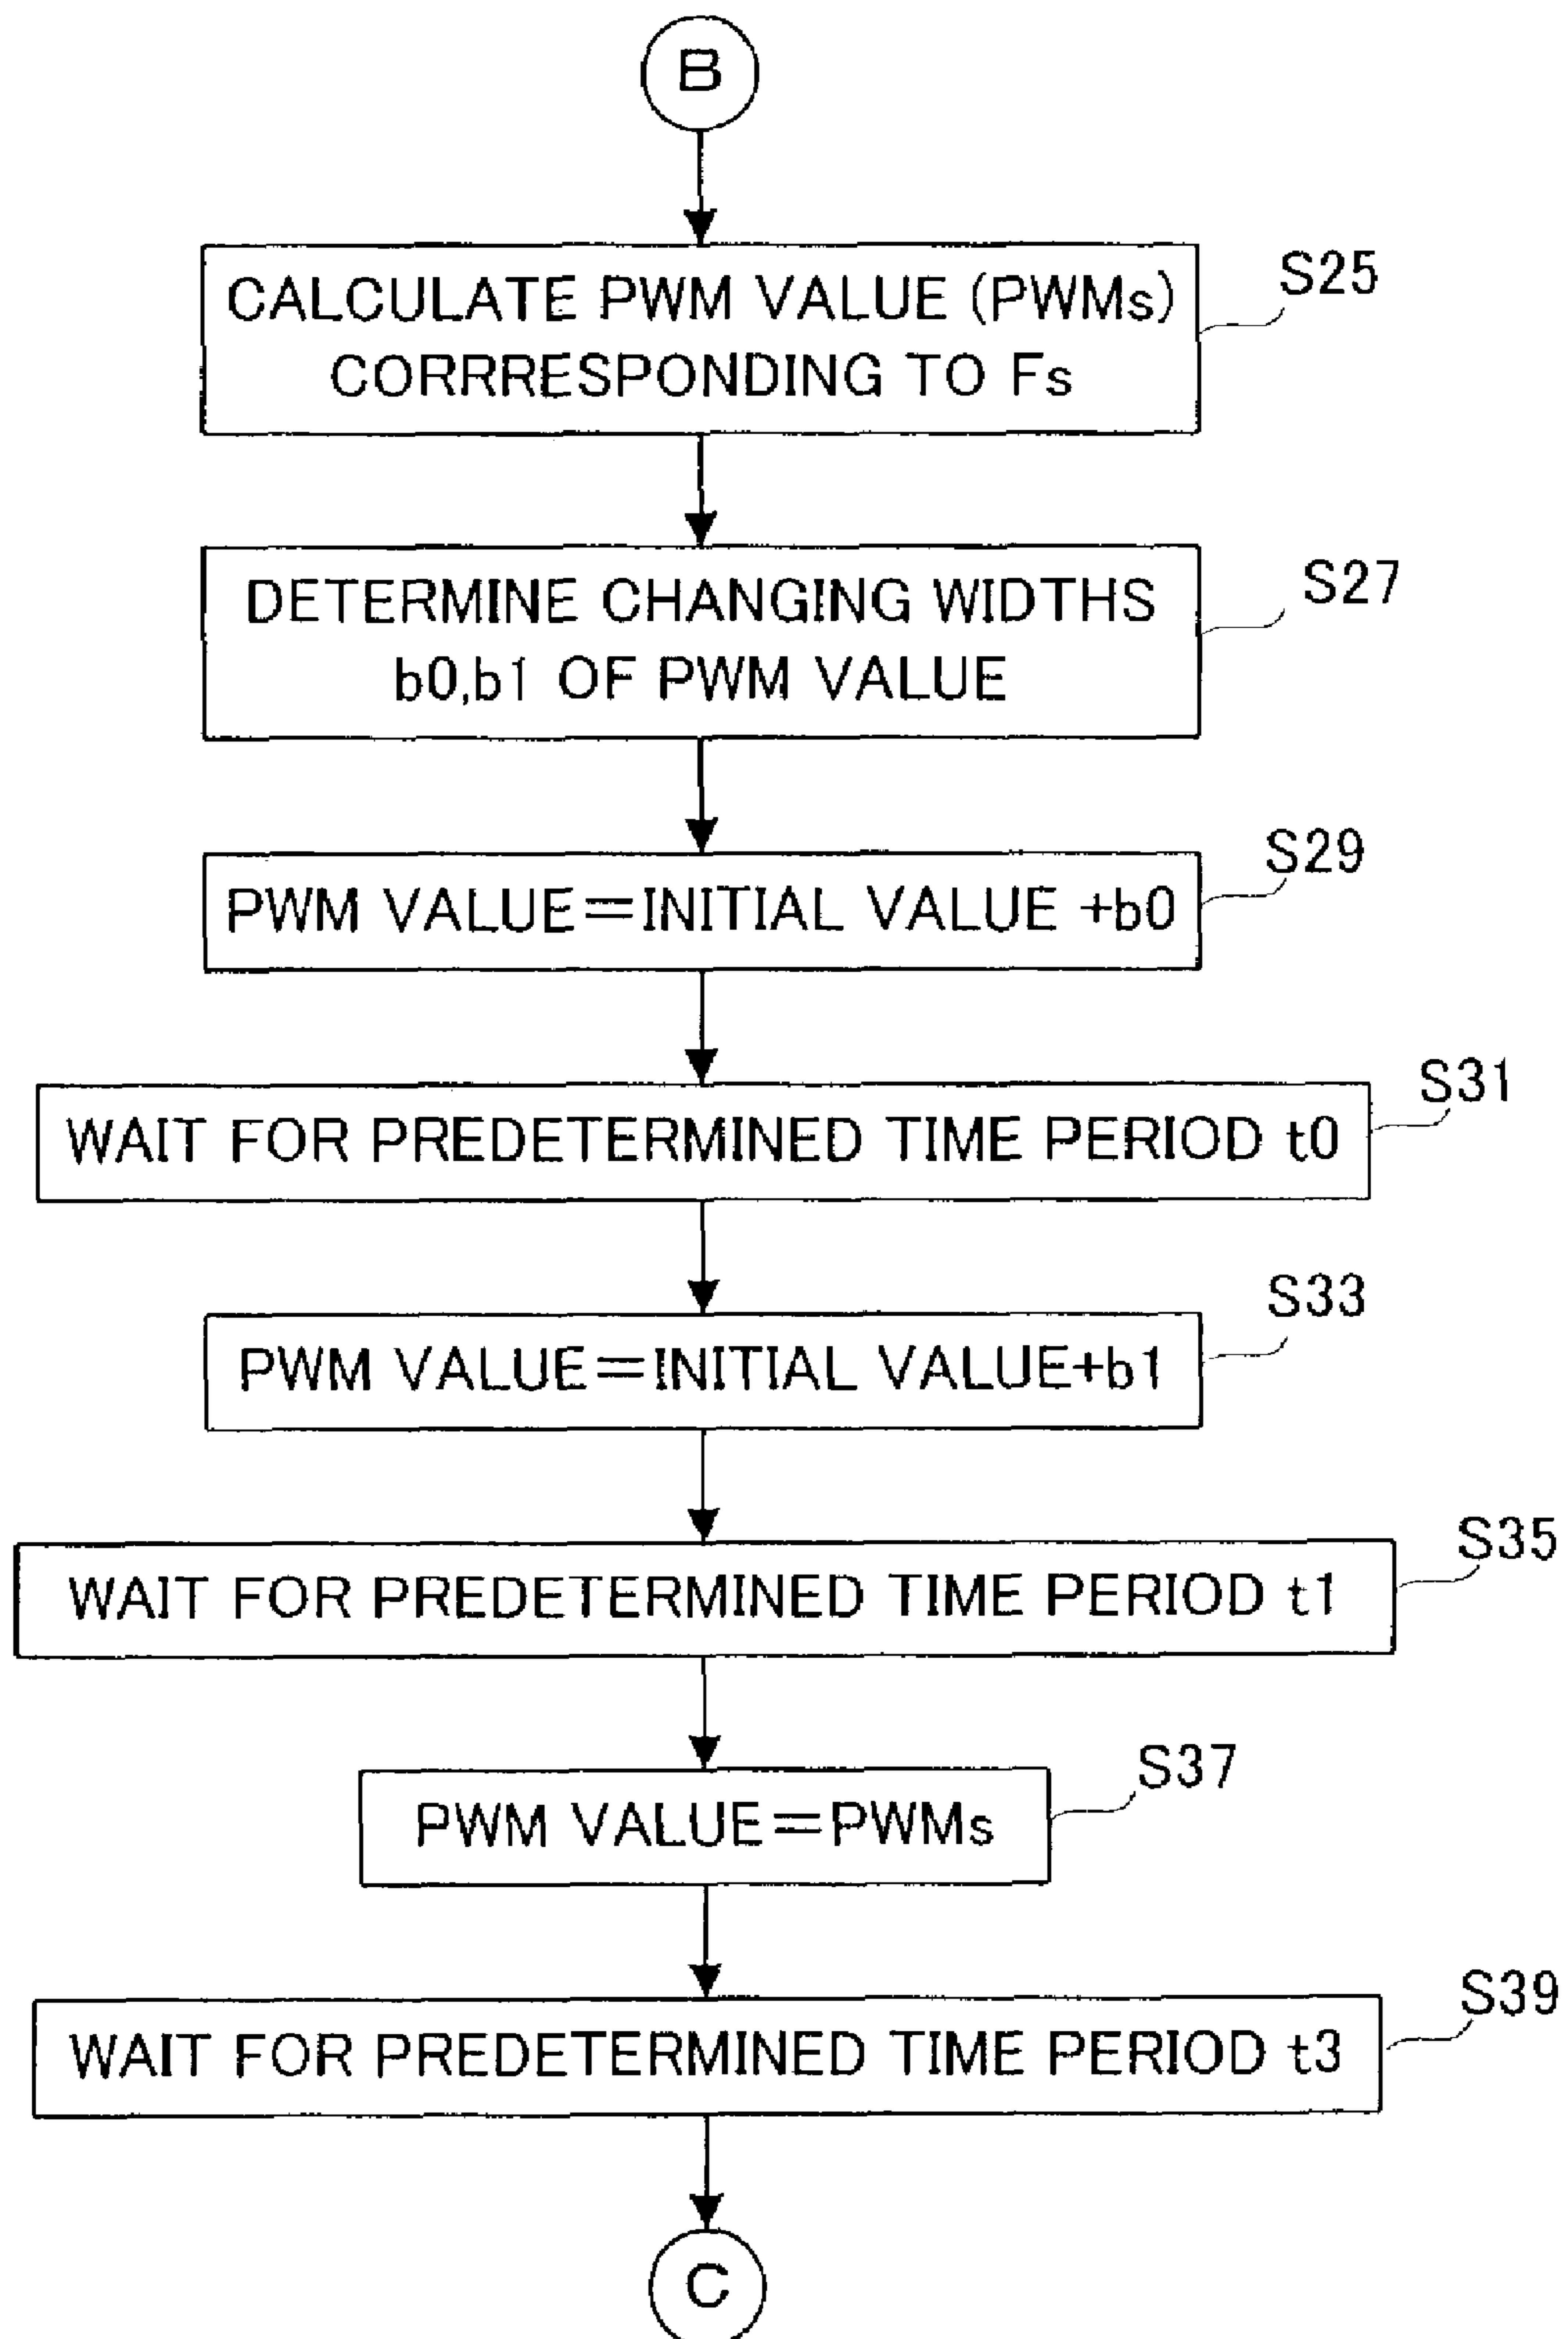 B
CALCULATE PWM VALUE (PWMs)
CORRRESPONDING TO Fs
S25
DETERMINE CHANGING WIDTHS
b0,b1 OF PWM VALUE
S27
PWM VALUE=INITIAL VALUE +b0
S29
WAIT FOR PREDETERMINED TIME PERIOD t0
S31
PWM VALUE=INITIAL VALUE+b1
S33
WAIT FOR PREDETERMINED TIME PERIOD t1
S35
PWM VALUE=PWMs
S37
WAIT FOR PREDETERMINED TIME PERIOD t3
S39
C